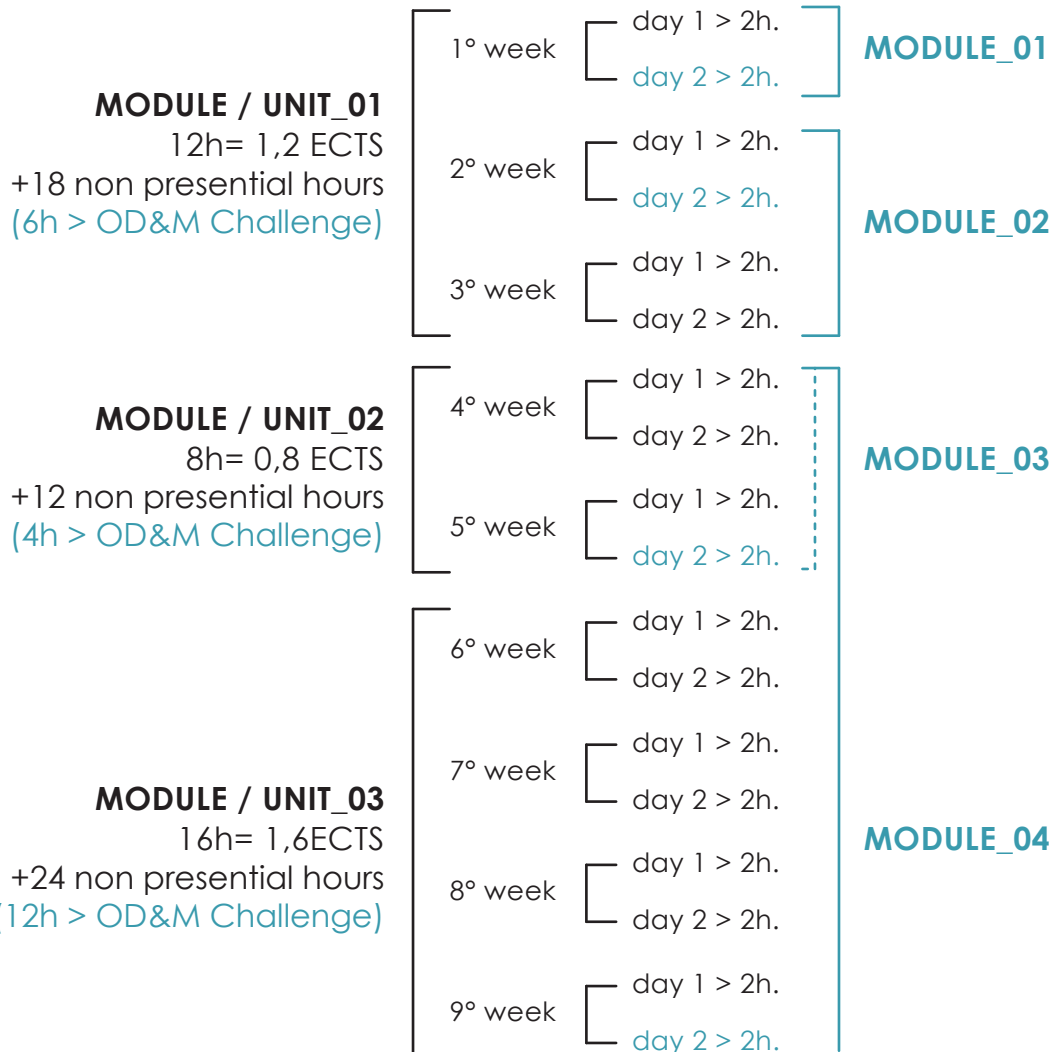 MODULE / UNIT_01
12h= 1,2 ECTS
+18 non presential hours
(6h > OD&M Challenge)
1° week
day 1 > 2h.
day 2 > 2h.
2° week
day 1 > 2h.
day 2 > 2h.
3° week
day 1 > 2h.
day 2 > 2h.
MODULE_01
MODULE_02
MODULE / UNIT_02
8h= 0,8 ECTS
+12 non presential hours
(4h > OD&M Challenge)
4° week
day 1 > 2h.
day 2 > 2h.
5° week
day 1 > 2h.
day 2 > 2h.
MODULE_03
MODULE / UNIT_03
16h= 1,6ECTS
+24 non presential hours
(12h > OD&M Challenge)
6° week
day 1 > 2h.
day 2 > 2h.
7° week
day 1 > 2h.
day 2 > 2h.
8° week
day 1 > 2h.
day 2 > 2h.
9° week
day 1 > 2h.
day 2 > 2h.
MODULE_04